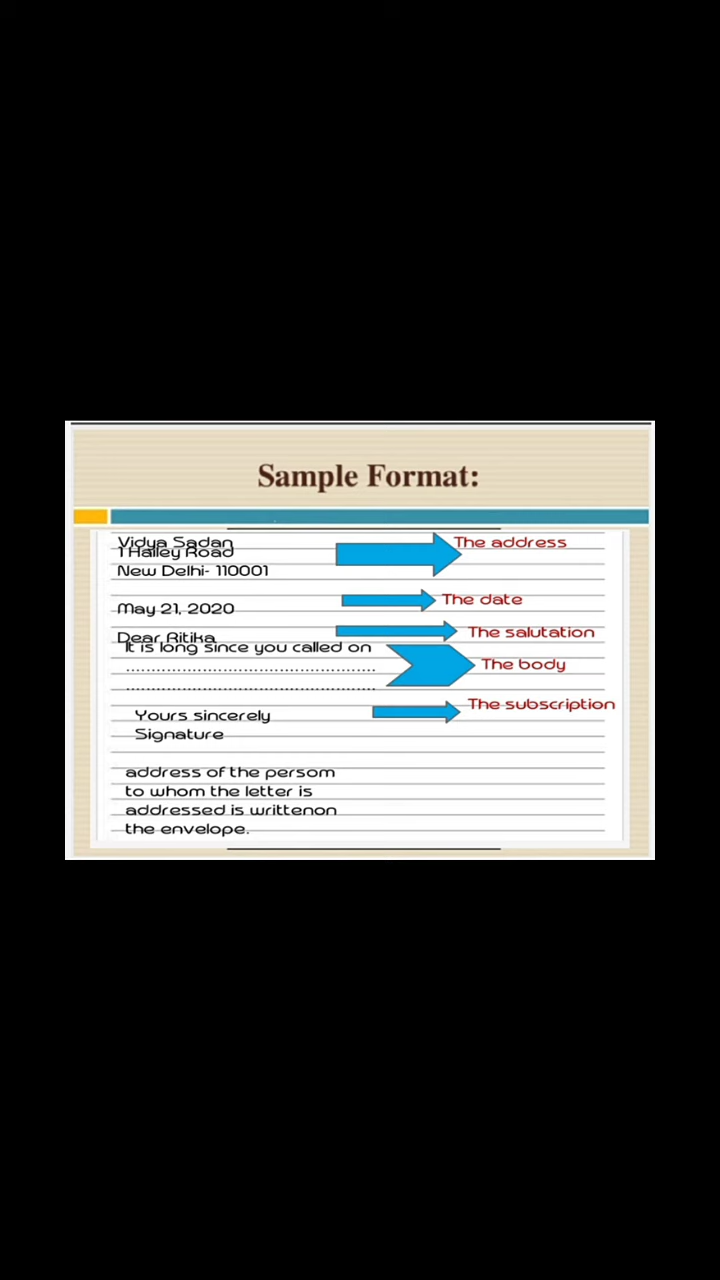 Sample Format:
Vidya Sadan
1 Halley Road
The address
New Delhi- 110001
May 21, 2020
The date
Dear Ritika
The salutation
It is long since you called on
..................................................
The body
..................................................
Yours sincerely
The subscription
Signature
address of the persom
to whom the letter is
addressed is writtenon
the envelope.